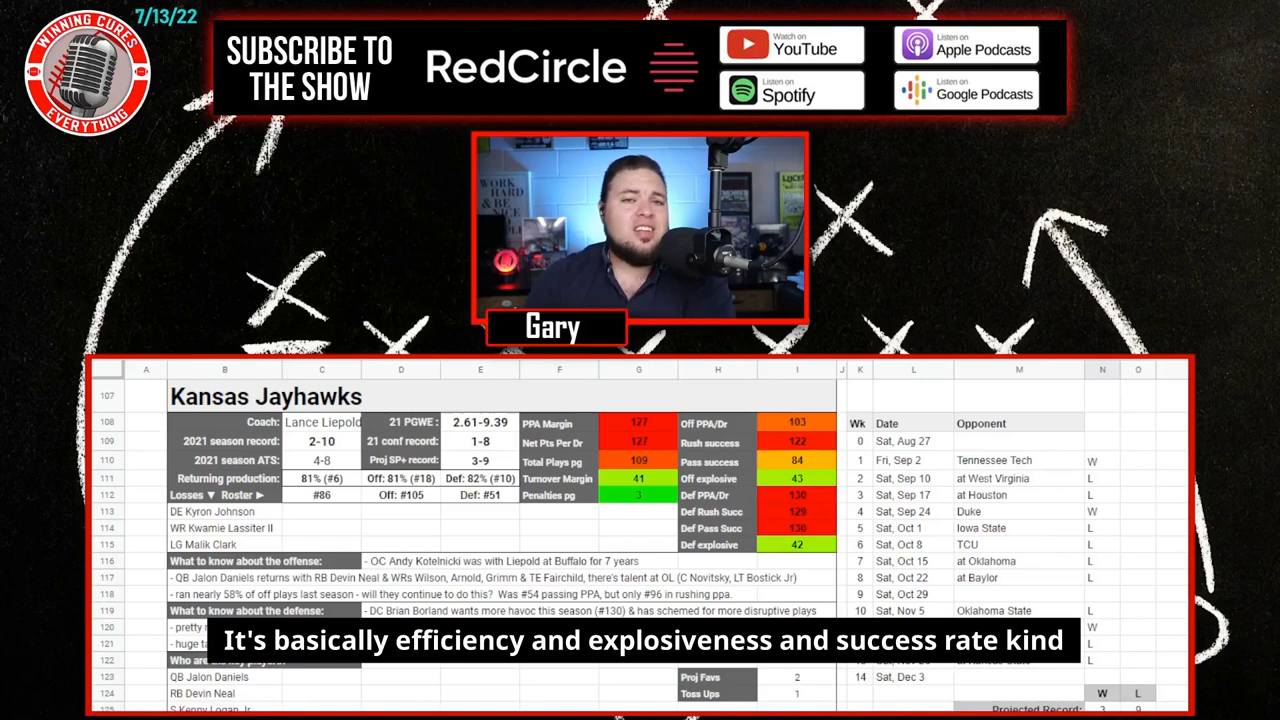 7/13/22
WINNING CURES
EVERYTHING
SUBSCRIBE TO
THE SHOW
RedCircle
Watch on
YouTube
Listen on
Spotify
Listen on
Apple Podcasts
Listen on
Google Podcasts
WORK
HARD
& BE
NICE
Gary
A B C D E F G H I J K L M N O
107 Kansas Jayhawks
108 Coach: Lance Leipold 21 PGWE: 2.61-9.39 PPA Margin 127 Off PPA/Dr 103 Wk Date Opponent
109 2021 season record: 2-10 21 conf record: 1-8 Net Pts Per Dr 127 Rush success 122 0 Sat, Aug 27
110 2021 season ATS: 4-8 Proj SP+ record: 3-9 Total Plays pg 109 Pass success 84 1 Fri, Sep 2 Tennessee Tech W
111 Returning production: 81% (#6) Off: 81% (#18) Def: 82% (#10) Turnover Margin 41 Off explosive 43 2 Sat, Sep 10 at West Virginia L
112 Losses ▼ Roster ► #86 Off: #105 Def: #51 Penalties pg 3 Def PPA/Dr 130 3 Sat, Sep 17 at Houston L
113 DE Kyron Johnson Def Rush Succ 129 4 Sat, Sep 24 Duke W
114 WR Kwamie Lassiter II Def Pass Succ 130 5 Sat, Oct 1 Iowa State L
115 LG Malik Clark Def explosive 42 6 Sat, Oct 8 TCU L
116 What to know about the offense: - OC Andy Kotelnicki was with Liepold at Buffalo for 7 years 7 Sat, Oct 15 at Oklahoma L
117 - QB Jalon Daniels returns with RB Devin Neal & WRs Wilson, Arnold, Grimm & TE Fairchild, there's talent at OL (C Novitsky, LT Bostick Jr) 8 Sat, Oct 22 at Baylor L
118 - ran nearly 58% of off plays last season - will they continue to do this? Was #54 passing PPA, but only #96 in rushing ppa. 9 Sat, Oct 29
119 What to know about the defense: - DC Brian Borland wants more havoc this season (#130) & has schemed for more disruptive plays 10 Sat, Nov 5 Oklahoma State L
120 - pretty W
121 - huge L
It's basically efficiency and explosiveness and success rate kind
122
123 QB Jalon Daniels Proj Favs 2 14 Sat, Dec 3
124 RB Devin Neal Toss Ups 1 W L
125 S Kenny Logan Jr. Projected Record: 3 9